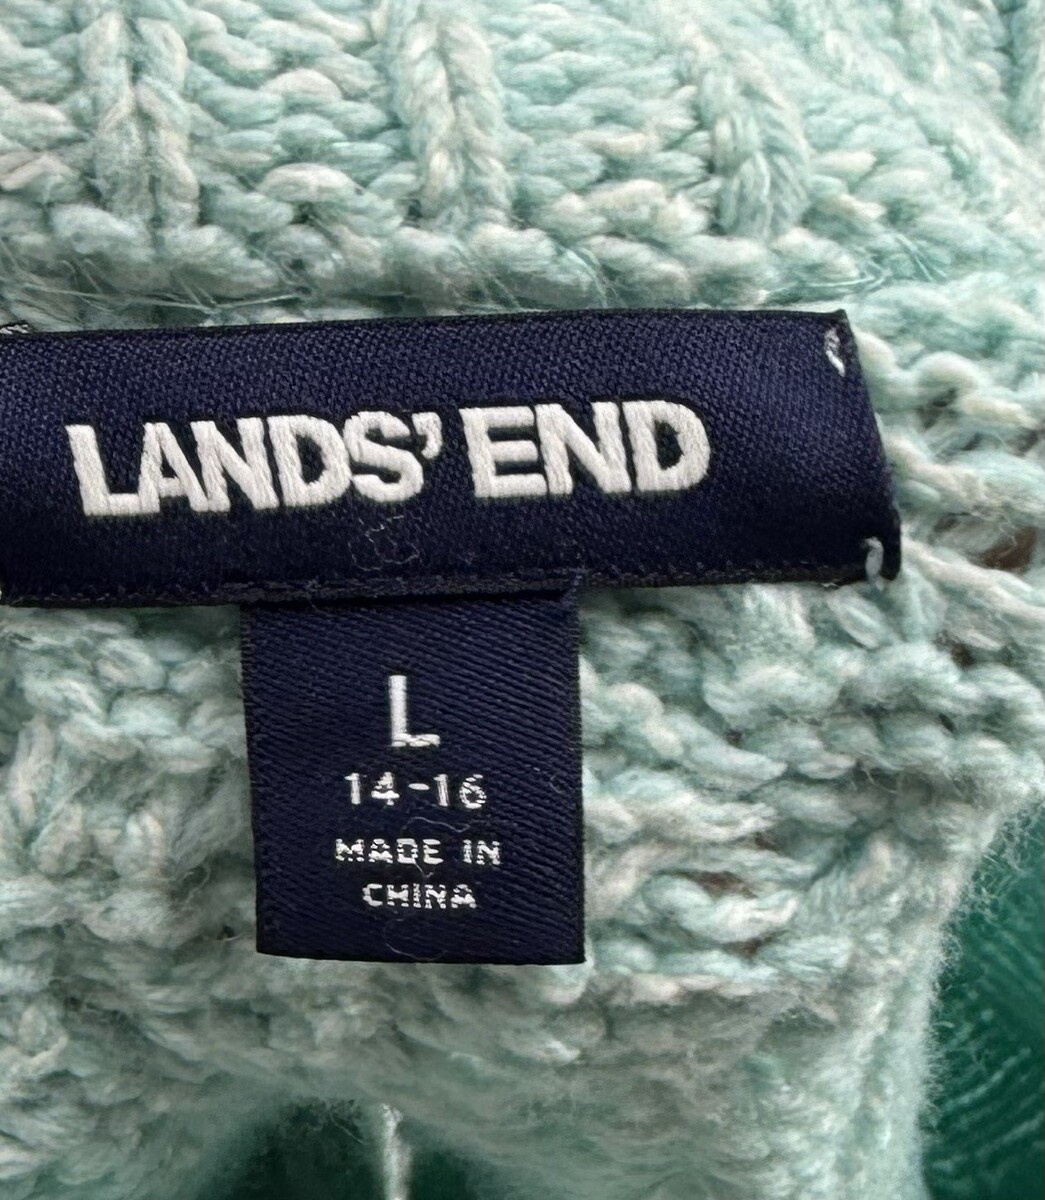 LANDS' END
L
14-16
MADE IN
CHINA